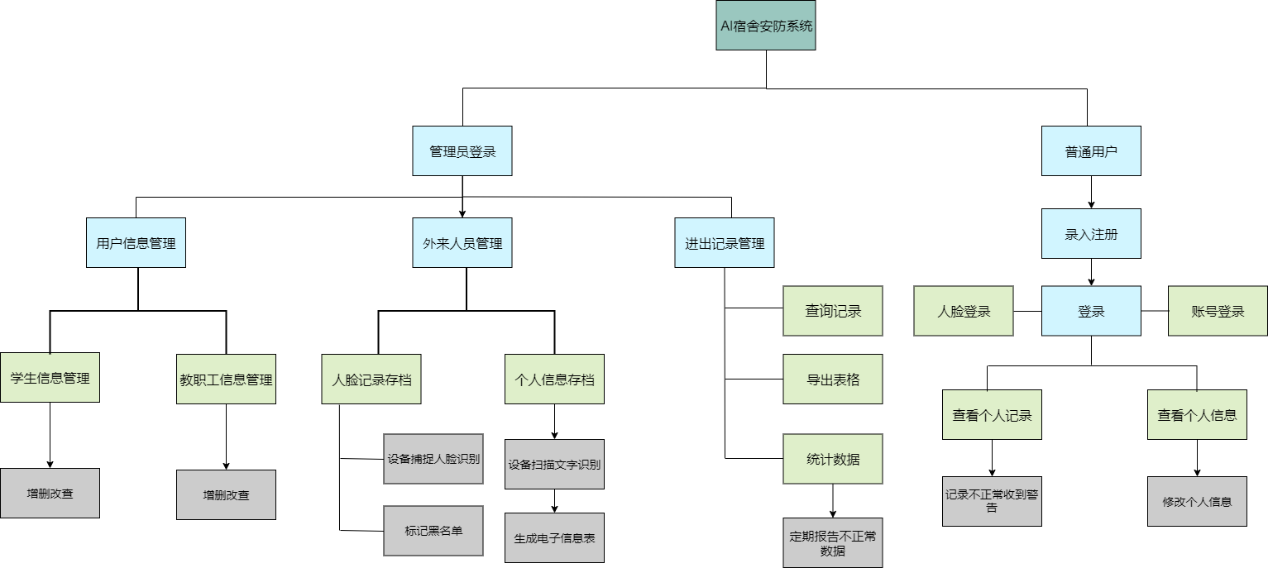 AI宿舍安防系统
管理员登录
普通用户
用户信息管理
外来人员管理
进出记录管理
录入注册
查询记录
人脸登录
登录
账号登录
学生信息管理
教职工信息管理
人脸记录存档
个人信息存档
导出表格
查看个人记录
查看个人信息
设备捕捉人脸识别
设备扫描文字识别
统计数据
增删改查
增删改查
记录不正常收到警
告
修改个人信息
标记黑名单
生成电子信息表
定期报告不正常
数据